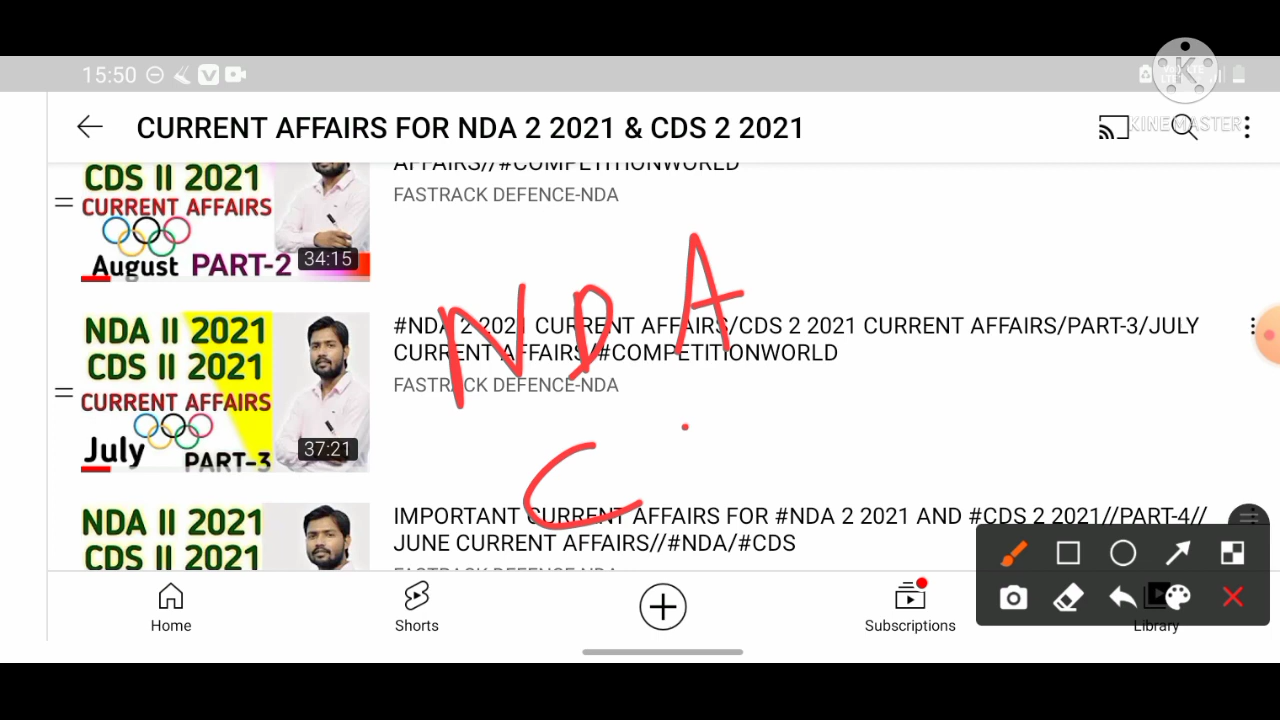 15:50
KINEMASTER
CURRENT AFFAIRS FOR NDA 2 2021 & CDS 2 2021
CDS II 2021
CURRENT AFFAIRS
August PART-2
34:15
AFFAIRS//#COMPETITIONWORLD
FASTRACK DEFENCE-NDA
NDA II 2021
CDS II 2021
CURRENT AFFAIRS
July PART-3
37:21
#NDA 2 2021 CURRENT AFFAIRS/CDS 2 2021 CURRENT AFFAIRS/PART-3/JULY
CURRENT AFFAIRS//#COMPETITIONWORLD
FASTRACK DEFENCE-NDA
NDA
C
NDA II 2021
CDS II 2021
IMPORTANT CURRENT AFFAIRS FOR #NDA 2 2021 AND #CDS 2 2021//PART-4//
JUNE CURRENT AFFAIRS//#NDA/#CDS
FASTRACK DEFENCE-NDA
Home
Shorts
Subscriptions
Library